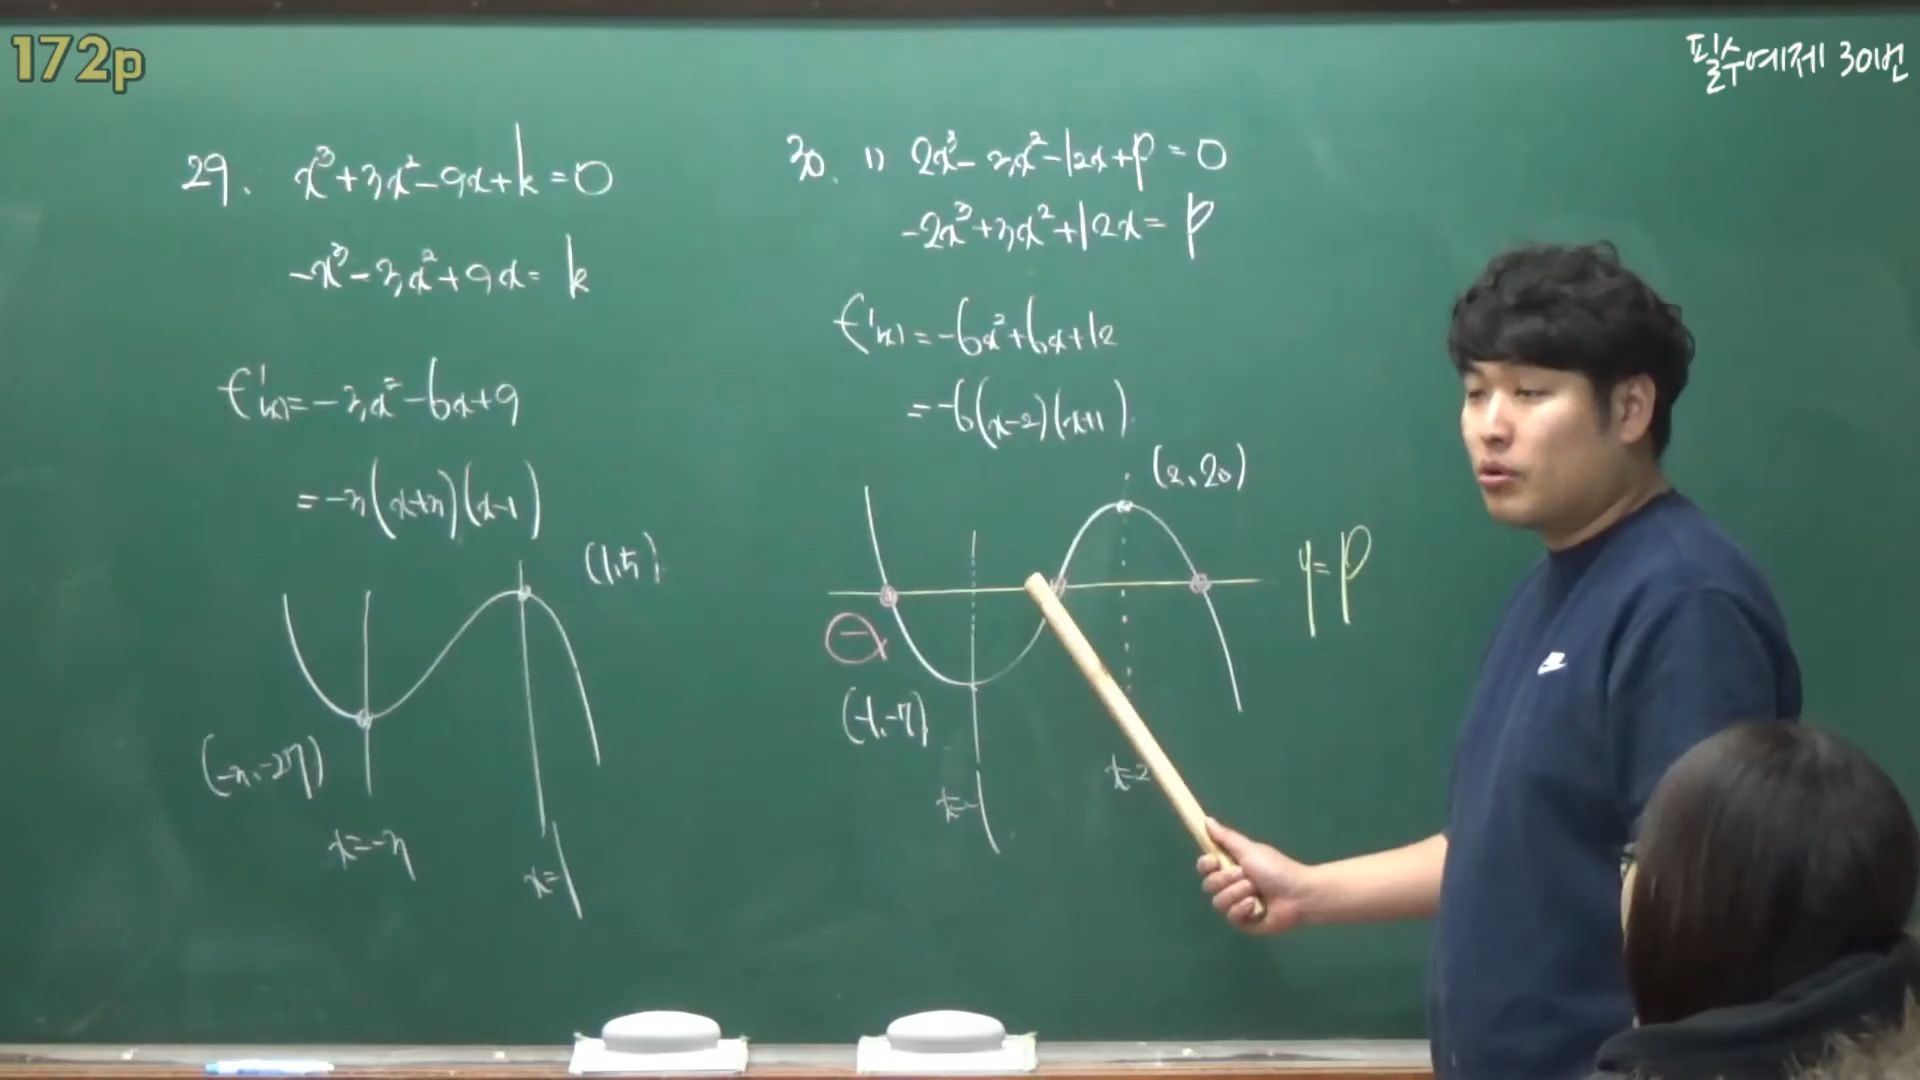 172p
필수예제 30번
29. x³+3x²-9x+k=0
-x³-3x²+9x=k
f'(x)=-3x²-6x+9
=-3(x+3)(x-1)
(1,5)
(-3,-27)
x=-3
x=1
30. 1) 2x³-3x²-12x+p=0
-2x³+3x²+12x=p
f'(x)=-6x²+6x+12
=-6(x-2)(x+1)
(2,20)
y=p
(-1,-7)
x=-1
x=2